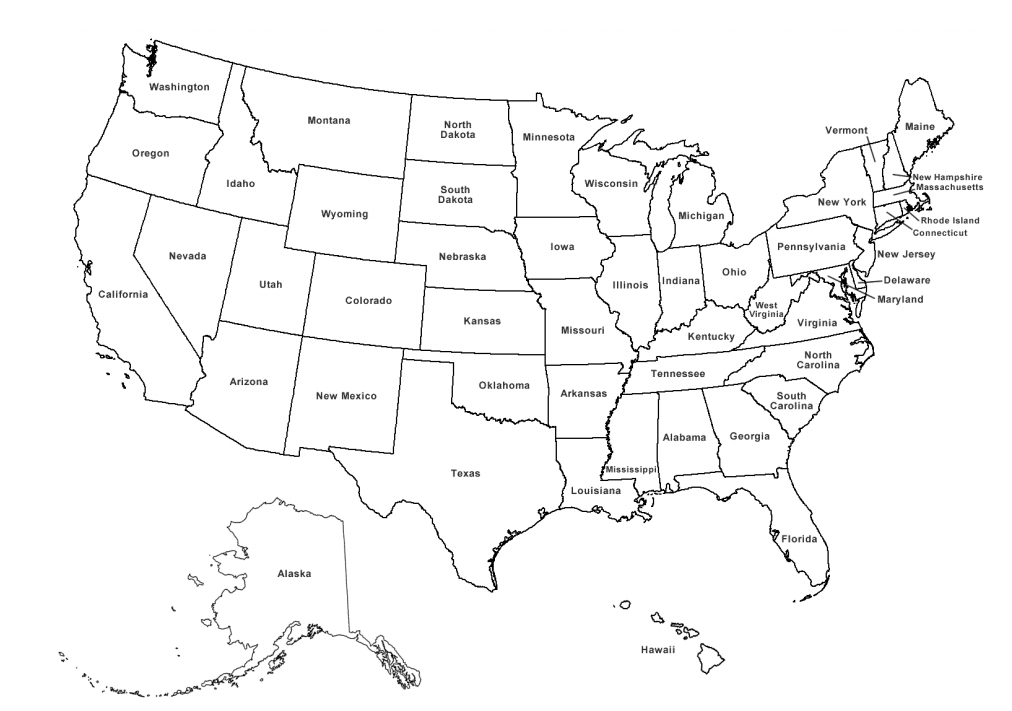 Washington
Montana
North
Dakota
Minnesota
Vermont
Maine
Oregon
Idaho
Wyoming
South
Dakota
Wisconsin
Michigan
New York
New Hampshire
Massachusetts
Rhode Island
Connecticut
Nevada
Utah
Colorado
Nebraska
Iowa
Illinois
Indiana
Ohio
Pennsylvania
New Jersey
Delaware
Maryland
California
Kansas
Missouri
Kentucky
West
Virginia
Virginia
Arizona
New Mexico
Oklahoma
Arkansas
Tennessee
North
Carolina
South
Carolina
Texas
Louisiana
Mississippi
Alabama
Georgia
Florida
Alaska
Hawaii